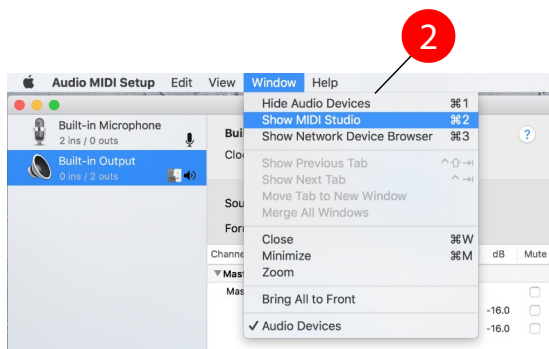 2
Audio MIDI Setup Edit View Window Help
Hide Audio Devices ⌘1
Show MIDI Studio ⌘2
Show Network Device Browser ⌘3
Show Previous Tab ^⇧⇥
Show Next Tab ^⇥
Move Tab to New Window
Merge All Windows
Close ⌘W
Minimize ⌘M
Zoom
Bring All to Front
✓ Audio Devices
Built-in Microphone
2 ins / 0 outs
Built-in Output
0 ins / 2 outs
Bui
?
Clo
Sou
For
Channe dB Mute
▼ Mast
Mas
-16.0
-16.0